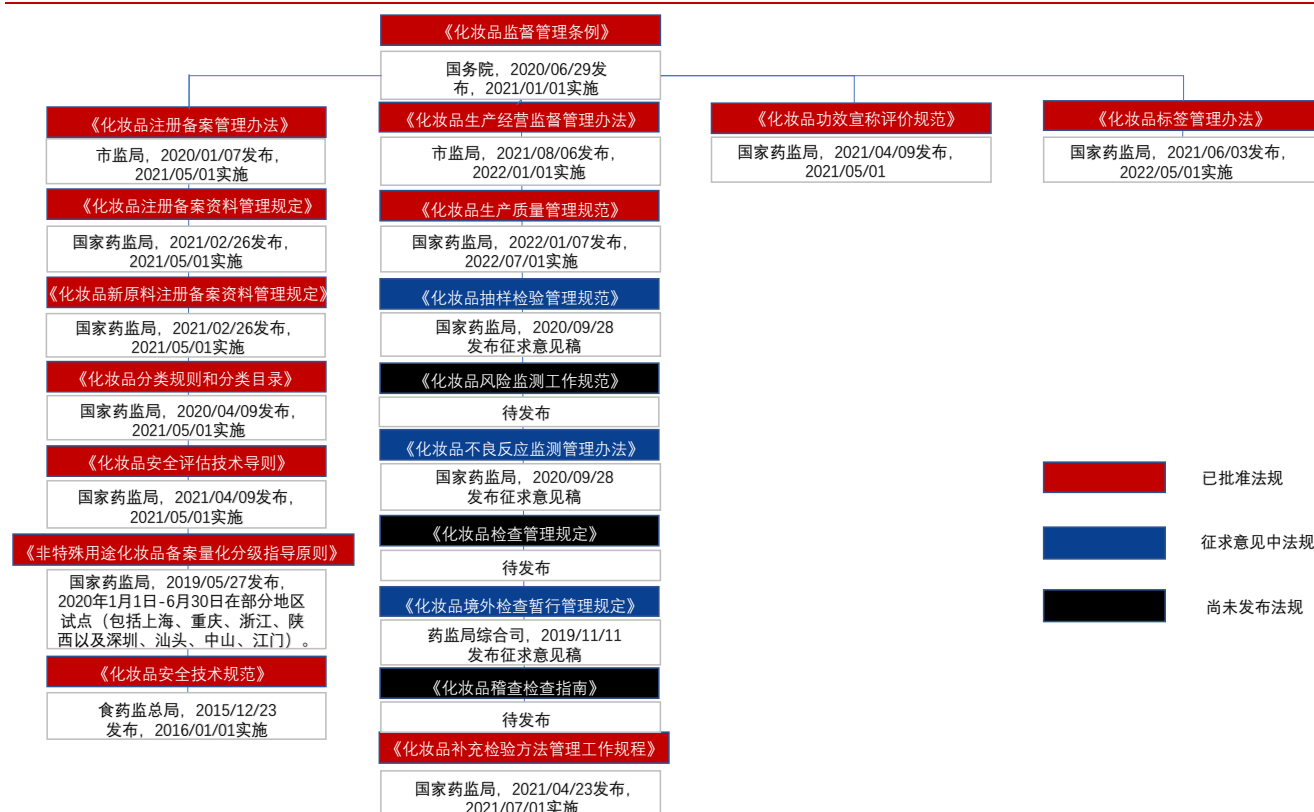 《化妆品监督管理条例》
国务院，2020/06/29发
布，2021/01/01实施
《化妆品注册备案管理办法》
市监局，2020/01/07发布，
2021/05/01实施
《化妆品注册备案资料管理规定》
国家药监局，2021/02/26发布，
2021/05/01实施
《化妆品新原料注册备案资料管理规定》
国家药监局，2021/02/26发布，
2021/05/01实施
《化妆品分类规则和分类目录》
国家药监局，2020/04/09发布，
2021/05/01实施
《化妆品安全评估技术导则》
国家药监局，2021/04/09发布，
2021/05/01实施
《非特殊用途化妆品备案量化分级指导原则》
国家药监局，2019/05/27发布，
2020年1月1日-6月30日在部分地区
试点（包括上海、重庆、浙江、陕
西以及深圳、汕头、中山、江门）。
《化妆品安全技术规范》
食药监总局，2015/12/23
发布，2016/01/01实施
《化妆品生产经营监督管理办法》
市监局，2021/08/06发布，
2022/01/01实施
《化妆品生产质量管理规范》
国家药监局，2022/01/07发布，
2022/07/01实施
《化妆品抽样检验管理规范》
国家药监局，2020/09/28
发布征求意见稿
《化妆品风险监测工作规范》
待发布
《化妆品不良反应监测管理办法》
国家药监局，2020/09/28
发布征求意见稿
《化妆品检查管理规定》
待发布
《化妆品境外检查暂行管理规定》
药监局综合司，2019/11/11
发布征求意见稿
《化妆品稽查检查指南》
待发布
《化妆品补充检验方法管理工作规程》
国家药监局，2021/04/23发布，
2021/07/01实施
《化妆品功效宣称评价规范》
国家药监局，2021/04/09发布，
2021/05/01
《化妆品标签管理办法》
国家药监局，2021/06/03发布，
2022/05/01实施
已批准法规
征求意见中法规
尚未发布法规